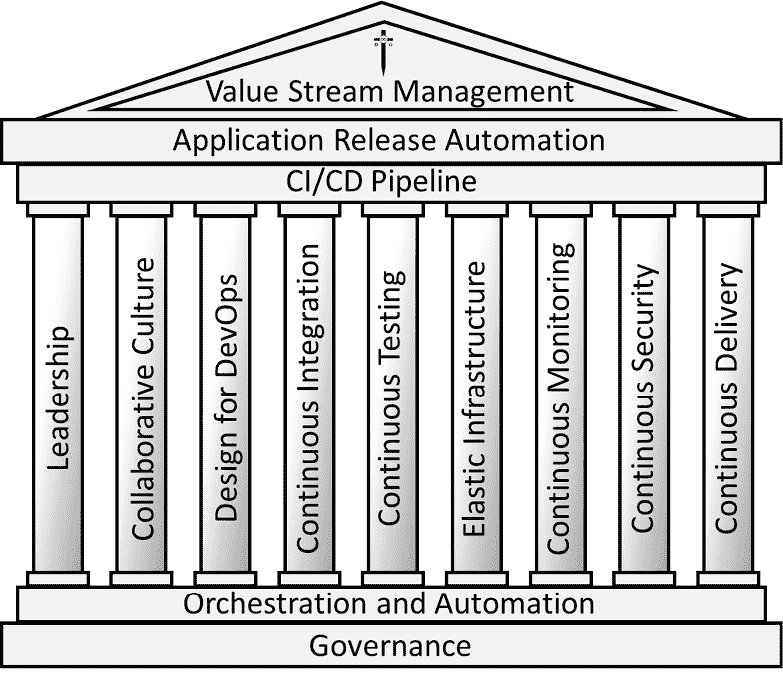 Value Stream Management
Application Release Automation
CI/CD Pipeline
Leadership
Collaborative Culture
Design for DevOps
Continuous Integration
Continuous Testing
Elastic Infrastructure
Continuous Monitoring
Continuous Security
Continuous Delivery
Orchestration and Automation
Governance